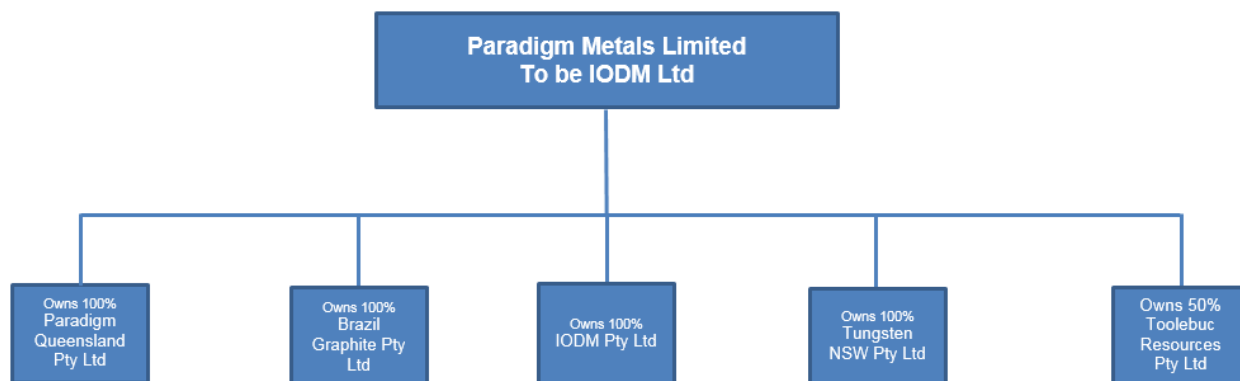 Paradigm Metals Limited
To be IODM Ltd
Owns 100%
Paradigm
Queensland
Pty Ltd
Owns 100%
Brazil
Graphite Pty
Ltd
Owns 100%
IODM Pty Ltd
Owns 100%
Tungsten
NSW Pty Ltd
Owns 50%
Toolebuc
Resources
Pty Ltd